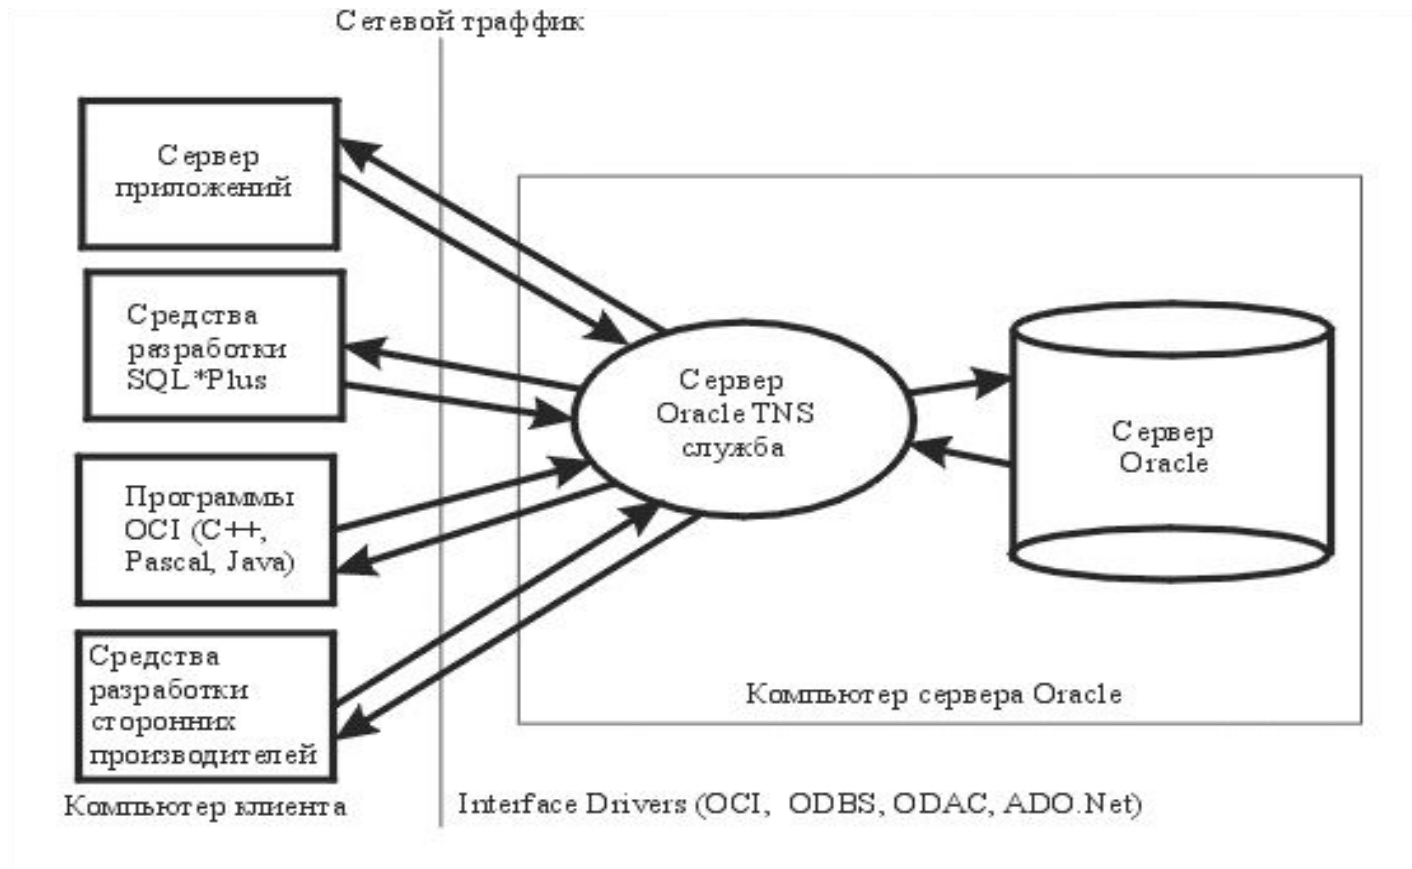 Сетевой траффик
Сервер
приложений
Средства
разработки
SQL*Plus
Программы
OCI (C++,
Pascal, Java)
Средства
разработки
сторонних
производителей
Компьютер клиента
Сервер
Oracle TNS
служба
Сервер
Oracle
Компьютер сервера Oracle
Interface Drivers (OCI, ODBS, ODAC, ADO.Net)